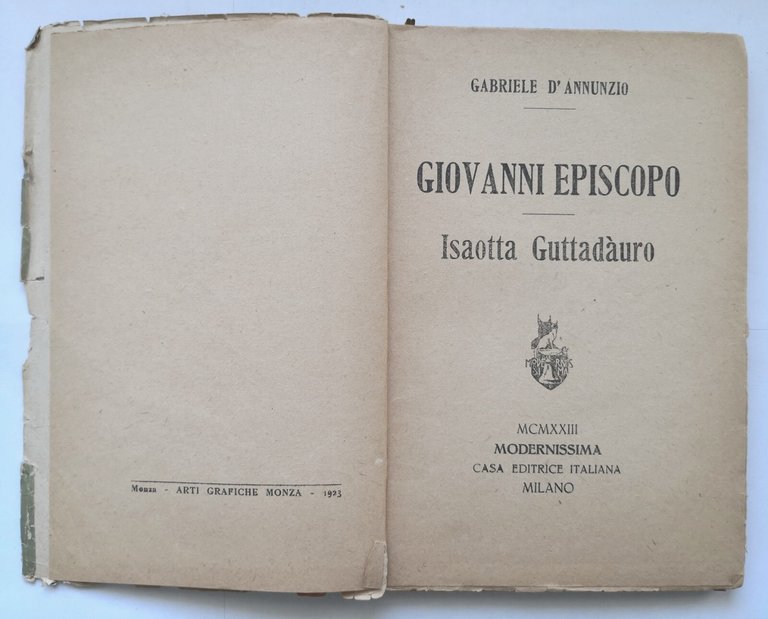 Monza - ARTI GRAFICHE MONZA - 1923
GABRIELE D'ANNUNZIO
GIOVANNI EPISCOPO
Isaotta Guttadàuro
MCMXXIII
MODERNISSIMA
CASA EDITRICE ITALIANA
MILANO